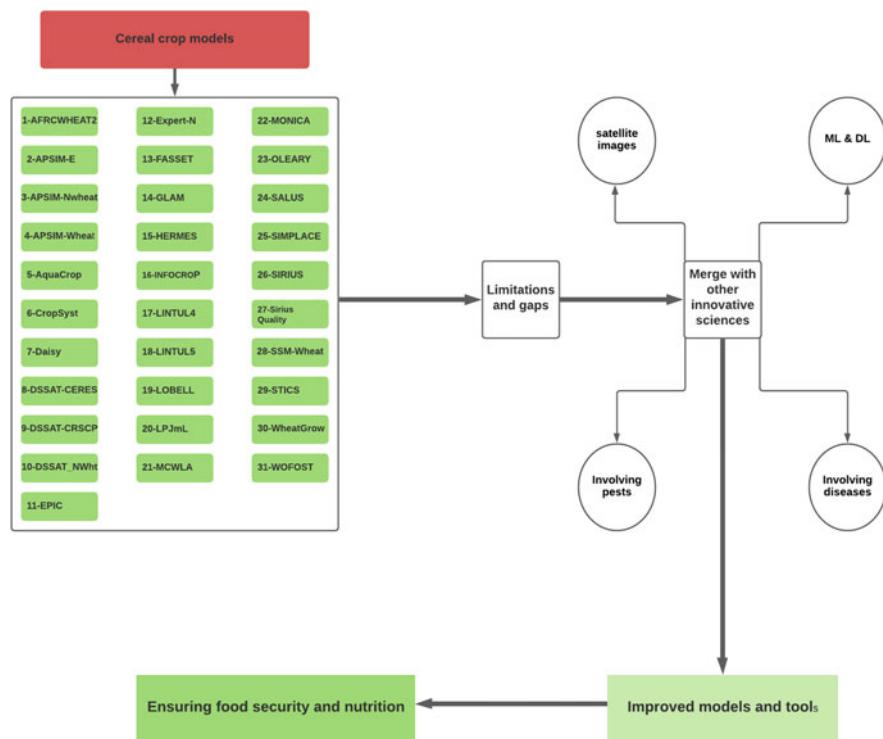 Cereal crop models
1-AFRCWHEAT2
2-APSIM-E
3-APSIM-Nwheat
4-APSIM-Wheat
5-AquaCrop
6-CropSyst
7-Daisy
8-DSSAT-CERES
9-DSSAT-CRSCP
10-DSSAT_NWht
11-EPIC
12-Expert-N
13-FASSET
14-GLAM
15-HERMES
16-INFOCROP
17-LINTUL4
18-LINTUL5
19-LOBELL
20-LPJmL
21-MCWLA
22-MONICA
23-OLEARY
24-SALUS
25-SIMPLACE
26-SIRIUS
27-Sirius
Quality
28-SSM-Wheat
29-STICS
30-WheatGrow
31-WOFOST
Limitations
and gaps
Merge with
other
innovative
sciences
satellite
images
ML & DL
Involving
pests
Involving
diseases
Improved models and tools
Ensuring food security and nutrition